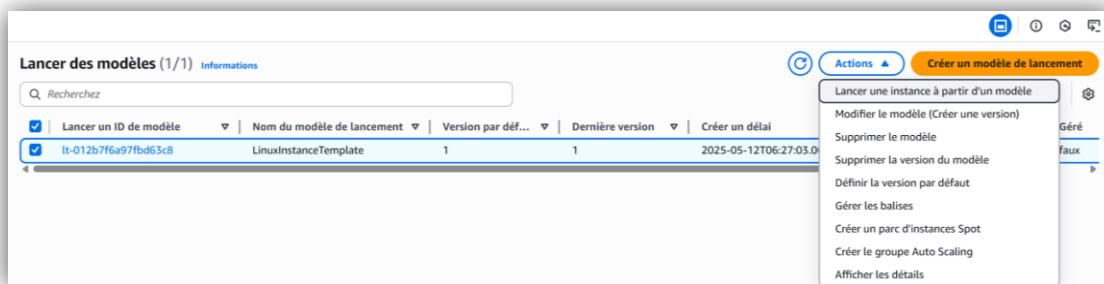 Lancer des modèles (1/1) Informations
Actions ▲
Créer un modèle de lancement
Recherchez
Lancer une instance à partir d'un modèle
Modifier le modèle (Créer une version)
Supprimer le modèle
Supprimer la version du modèle
Définir la version par défaut
Gérer les balises
Créer un parc d'instances Spot
Créer le groupe Auto Scaling
Afficher les détails
Lancer un ID de modèle
Nom du modèle de lancement
Version par déf...
Dernière version
Créer un délai
Géré
lt-012b7f6a97fbd63c8
LinuxInstanceTemplate
1
1
2025-05-12T06:27:03.0
faux